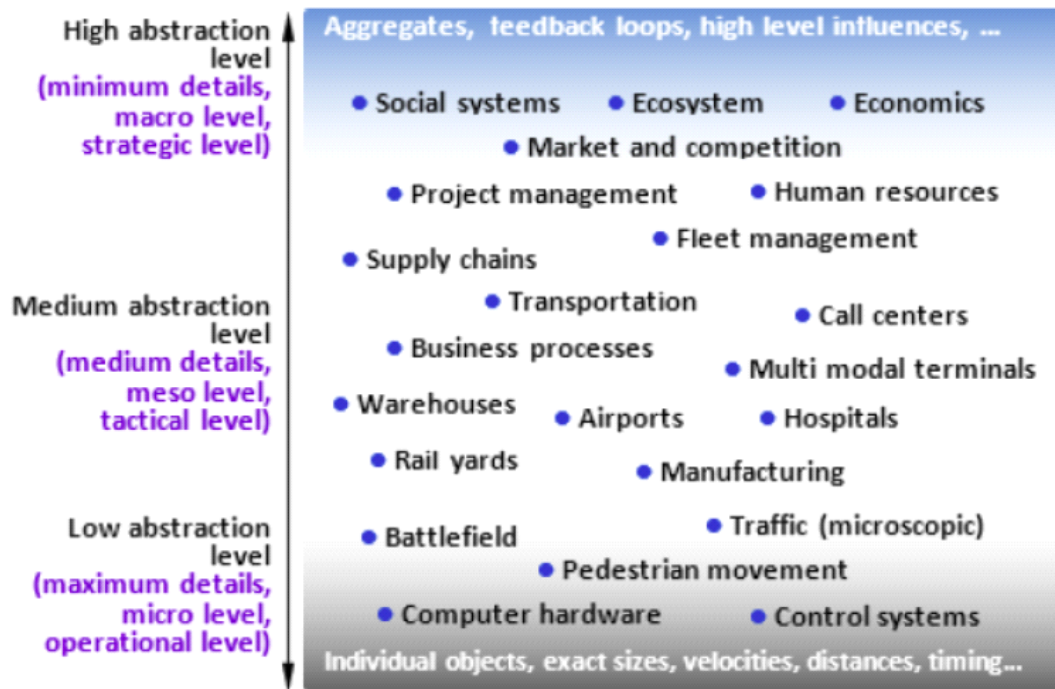 High abstraction
level
(minimum details,
macro level,
strategic level)
Medium abstraction
level
(medium details,
meso level,
tactical level)
Low abstraction
level
(maximum details,
micro level,
operational level)
Aggregates, feedback loops, high level influences, ...
Social systems
Ecosystem
Economics
Market and competition
Project management
Human resources
Fleet management
Supply chains
Transportation
Call centers
Business processes
Multi modal terminals
Warehouses
Airports
Hospitals
Rail yards
Manufacturing
Traffic (microscopic)
Battlefield
Pedestrian movement
Computer hardware
Control systems
Individual objects, exact sizes, velocities, distances, timing...